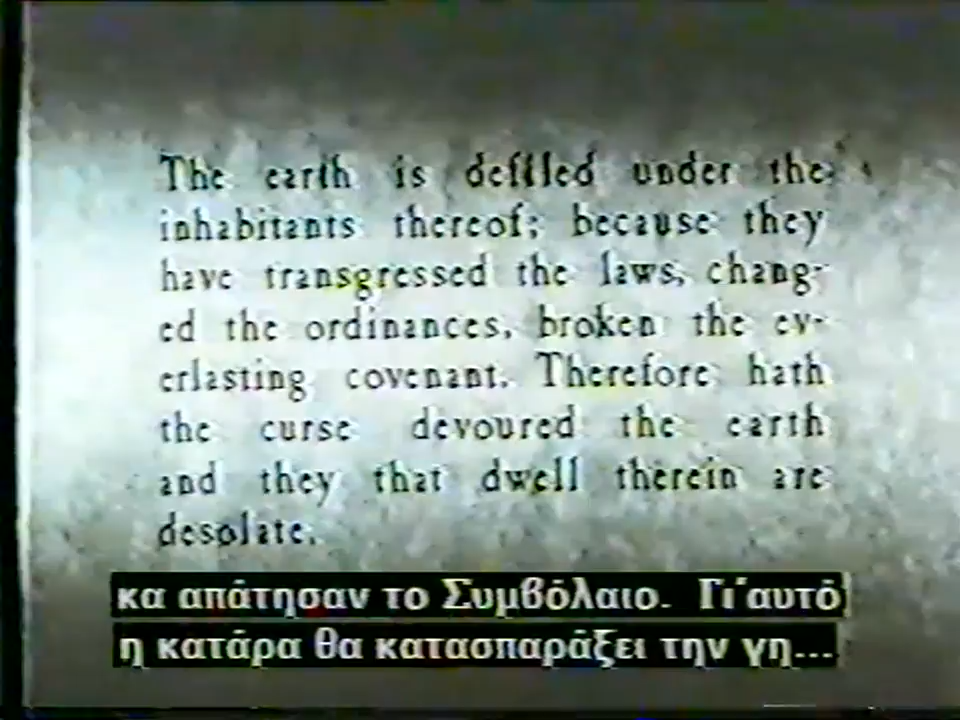 The earth is defiled under the
inhabitants thereof; because they
have transgressed the laws, chang-
ed the ordinances, broken the ev-
erlasting covenant. Therefore hath
the curse devoured the earth
and they that dwell therein are
desolate.
κα απάτησαν το Συμβόλαιο. Γι΄αυτό
η κατάρα θα κατασπαράξει την γη...